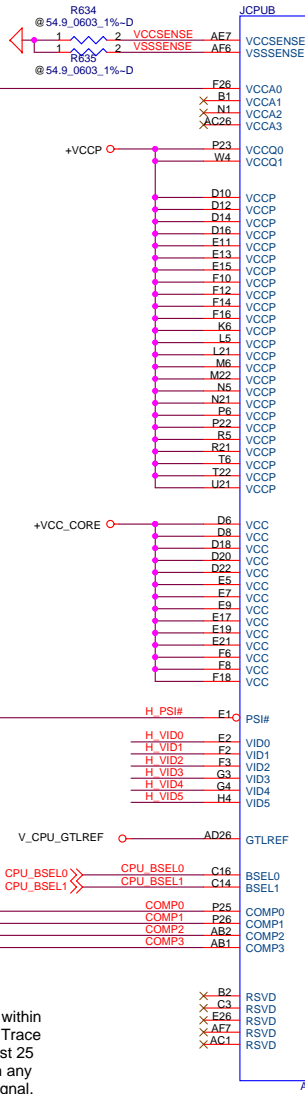 R634
JCPUB
@54.9_0603_1%~D
1 2 VCCSENSE AE7 VCCSENSE
1 2 VSSSENSE AF6 VSSSENSE
R635
@54.9_0603_1%~D
F26 VCCA0
B1 VCCA1
N1 VCCA2
AC26 VCCA3
+VCCP P23 VCCQ0
W4 VCCQ1
D10 VCCP
D12 VCCP
D14 VCCP
D16 VCCP
E11 VCCP
E13 VCCP
E15 VCCP
F10 VCCP
F12 VCCP
F14 VCCP
F16 VCCP
K6 VCCP
L5 VCCP
L21 VCCP
M6 VCCP
M22 VCCP
N5 VCCP
N21 VCCP
P6 VCCP
P22 VCCP
R5 VCCP
R21 VCCP
T6 VCCP
T22 VCCP
U21 VCCP
+VCC_CORE D6 VCC
D8 VCC
D18 VCC
D20 VCC
D22 VCC
E5 VCC
E7 VCC
E9 VCC
E17 VCC
E19 VCC
E21 VCC
F6 VCC
F8 VCC
F18 VCC
H_PSI# E1 PSI#
H_VID0 E2 VID0
H_VID1 F2 VID1
H_VID2 F3 VID2
H_VID3 G3 VID3
H_VID4 G4 VID4
H_VID5 H4 VID5
V_CPU_GTLREF AD26 GTLREF
CPU_BSEL0 CPU_BSEL0 C16 BSEL0
CPU_BSEL1 CPU_BSEL1 C14 BSEL1
COMP0 P25 COMP0
COMP1 P26 COMP1
COMP2 AB2 COMP2
COMP3 AB1 COMP3
B2 RSVD
C3 RSVD
E26 RSVD
AF7 RSVD
AC1 RSVD
within
Trace
st 25
any
gnal.